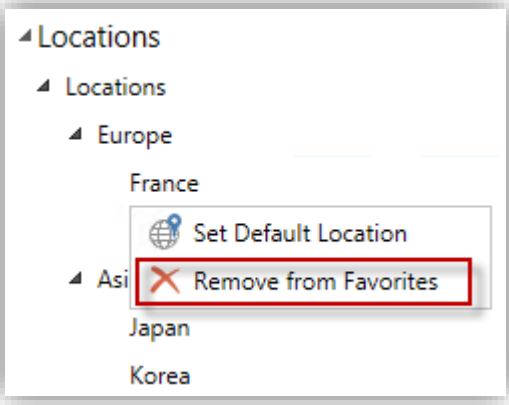 Locations
Locations
Europe
France
Set Default Location
Asi
Remove from Favorites
Japan
Korea